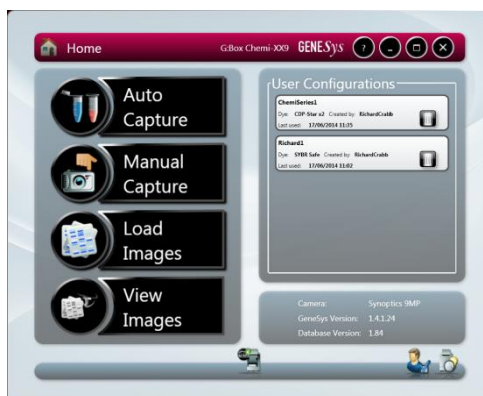 Home
G:Box Chemi-XX9 GENESys ? - □ X
Auto
Capture
Manual
Capture
Load
Images
View
Images
User Configurations
ChemiSeries1
Dye: CDP-Star x2 Created by: RichardCrabb
Last used: 17/06/2014 11:35
Richard1
Dye: SYBR Safe Created by: RichardCrabb
Last used: 17/06/2014 11:02
Camera: Synoptics 9MP
GeneSys Version: 1.4.1.24
Database Version: 1.84